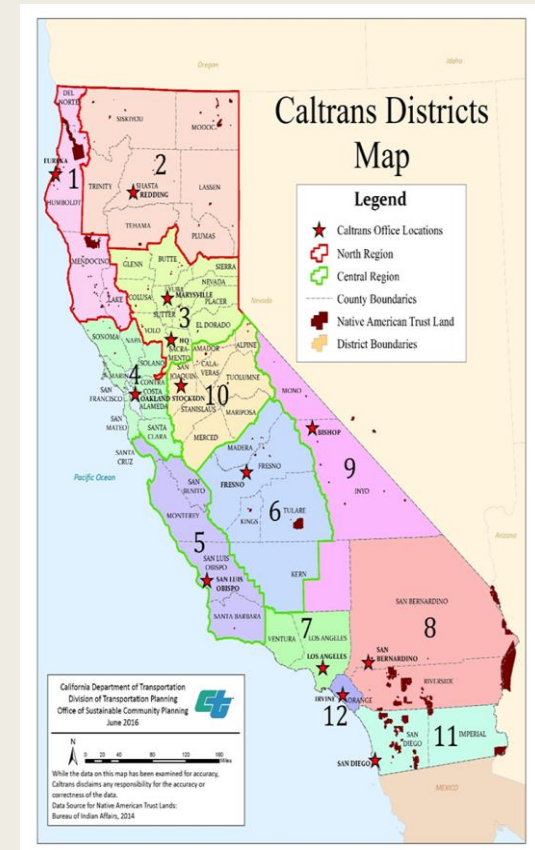 Caltrans Districts
Map
Legend
Caltrans Office Locations
North Region
Central Region
County Boundaries
Native American Trust Land
District Boundaries
Oregon
Idaho
DEL
NORTE
SISKIYOU
MODOC
EUREKA
1
2
HUMBOLDT
TRINITY
SHASTA
REDDING
LASSEN
TEHAMA
PLUMAS
MENDOCINO
GLENN
BUTTE
SIERRA
LAKE
COLUSA
YUBA
NEVADA
MARYSVILLE
PLACER
SUTTER
3
Nevada
YOLO
EL DORADO
SONOMA
NAPA
HQ
SACRA-
MENTO
AMADOR
ALPINE
SOLANO
4
MARIN
CONTRA
COSTA
SAN
JOAQUIN
CALA-
VERAS
TUOLUMNE
SAN
FRANCISCO
OAKLAND
ALAMEDA
STOCKTON
10
STANISLAUS
MARIPOSA
MONO
SAN
MATEO
SANTA
CLARA
MERCED
BISHOP
SANTA
CRUZ
MADERA
FRESNO
FRESNO
9
INYO
Pacific Ocean
SAN
BENITO
MONTEREY
6
TULARE
KINGS
5
Arizona
SAN LUIS
OBISPO
SAN LUIS
OBISPO
KERN
SANTA BARBARA
SAN BERNARDINO
7
VENTURA
LOS ANGELES
8
LOS ANGELES
SAN
BERNARDINO
RIVERSIDE
IRVINE
ORANGE
12
SAN
DIEGO
11
IMPERIAL
SAN DIEGO
MEXICO
California Department of Transportation
Division of Transportation Planning
Office of Sustainable Community Planning
June 2016
ct
N
0 20 40 80 120 160
Miles
While the data on this map has been examined for accuracy,
Caltrans disclaims any responsibility for the accuracy or
correctness of the data.
Data Source for Native American Trust Lands:
Bureau of Indian Affairs, 2014